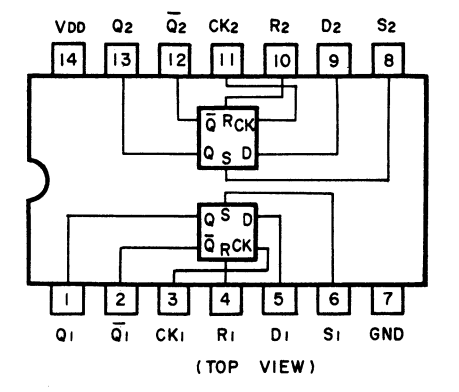 VDD Q2 Q̅2 CK2 R2 D2 S2
14 13 12 11 10 9 8
Q̅ R CK
Q S D
Q S D
Q̅ R CK
1 2 3 4 5 6 7
Q1 Q̅1 CK1 R1 D1 S1 GND
(TOP VIEW)